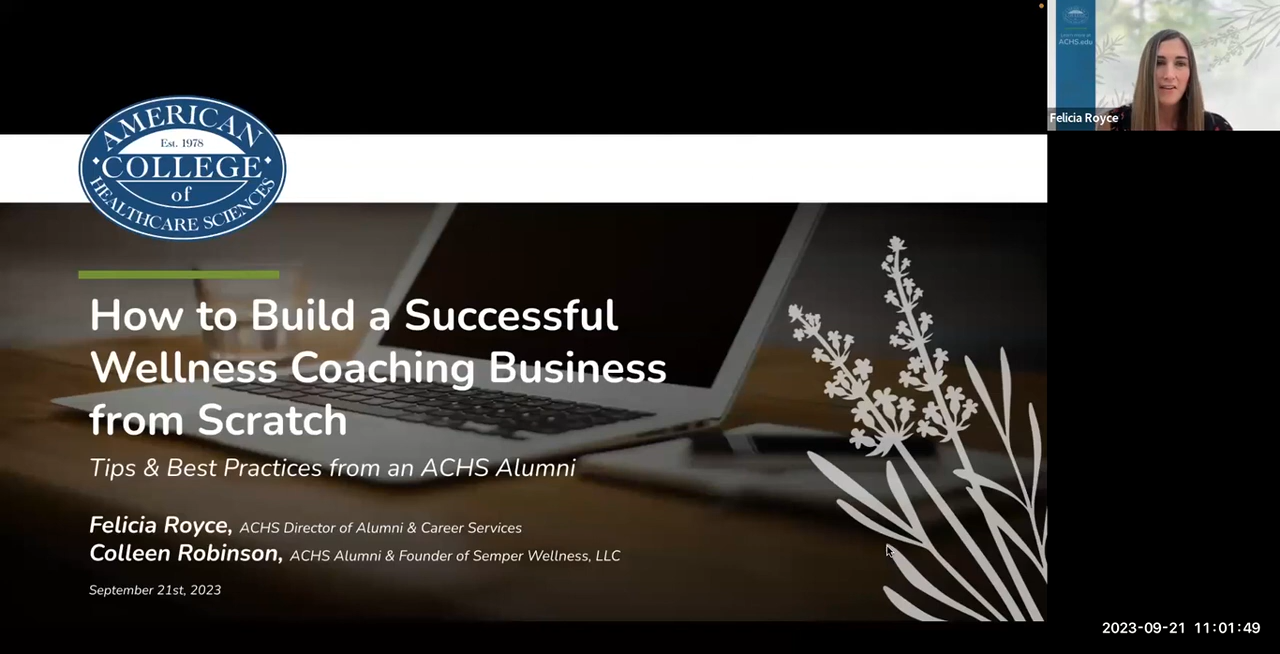 AMERICAN
Est. 1978
COLLEGE
of
HEALTHCARE SCIENCES
How to Build a Successful
Wellness Coaching Business
from Scratch
Tips & Best Practices from an ACHS Alumni
Felicia Royce, ACHS Director of Alumni & Career Services
Colleen Robinson, ACHS Alumni & Founder of Semper Wellness, LLC
September 21st, 2023
ACHS.edu
Felicia Royce
2023-09-21 11:01:49